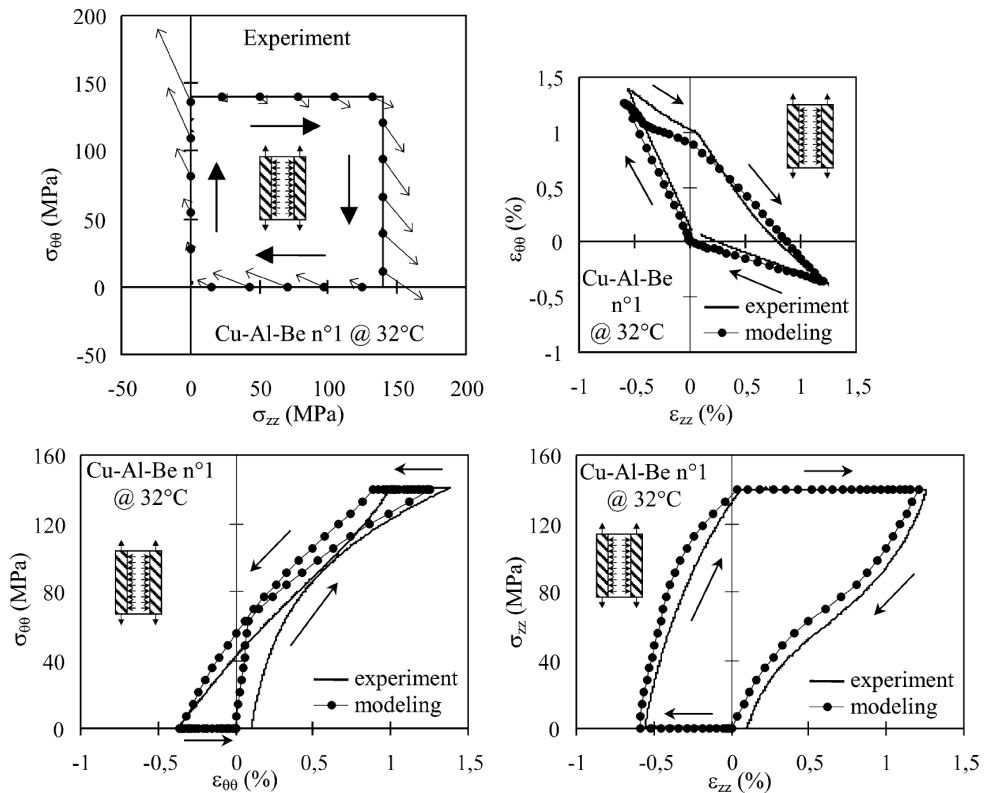 200
150
100
50
0
-50
-50
0
50
100
150
200
Experiment
Cu-Al-Be n°1 @ 32°C
σθθ (MPa)
σzz (MPa)
1,5
1
0,5
0
-0,5
-1
-1
-0,5
0
0,5
1
1,5
Cu-Al-Be
n°1
@ 32°C
experiment
modeling
εθθ (%)
εzz (%)
160
120
80
40
0
-1
-0,5
0
0,5
1
1,5
Cu-Al-Be n°1
@ 32°C
experiment
modeling
σθθ (MPa)
εθθ (%)
160
120
80
40
0
-1
-0,5
0
0,5
1
1,5
Cu-Al-Be n°1
@ 32°C
experiment
modeling
σzz (MPa)
εzz (%)